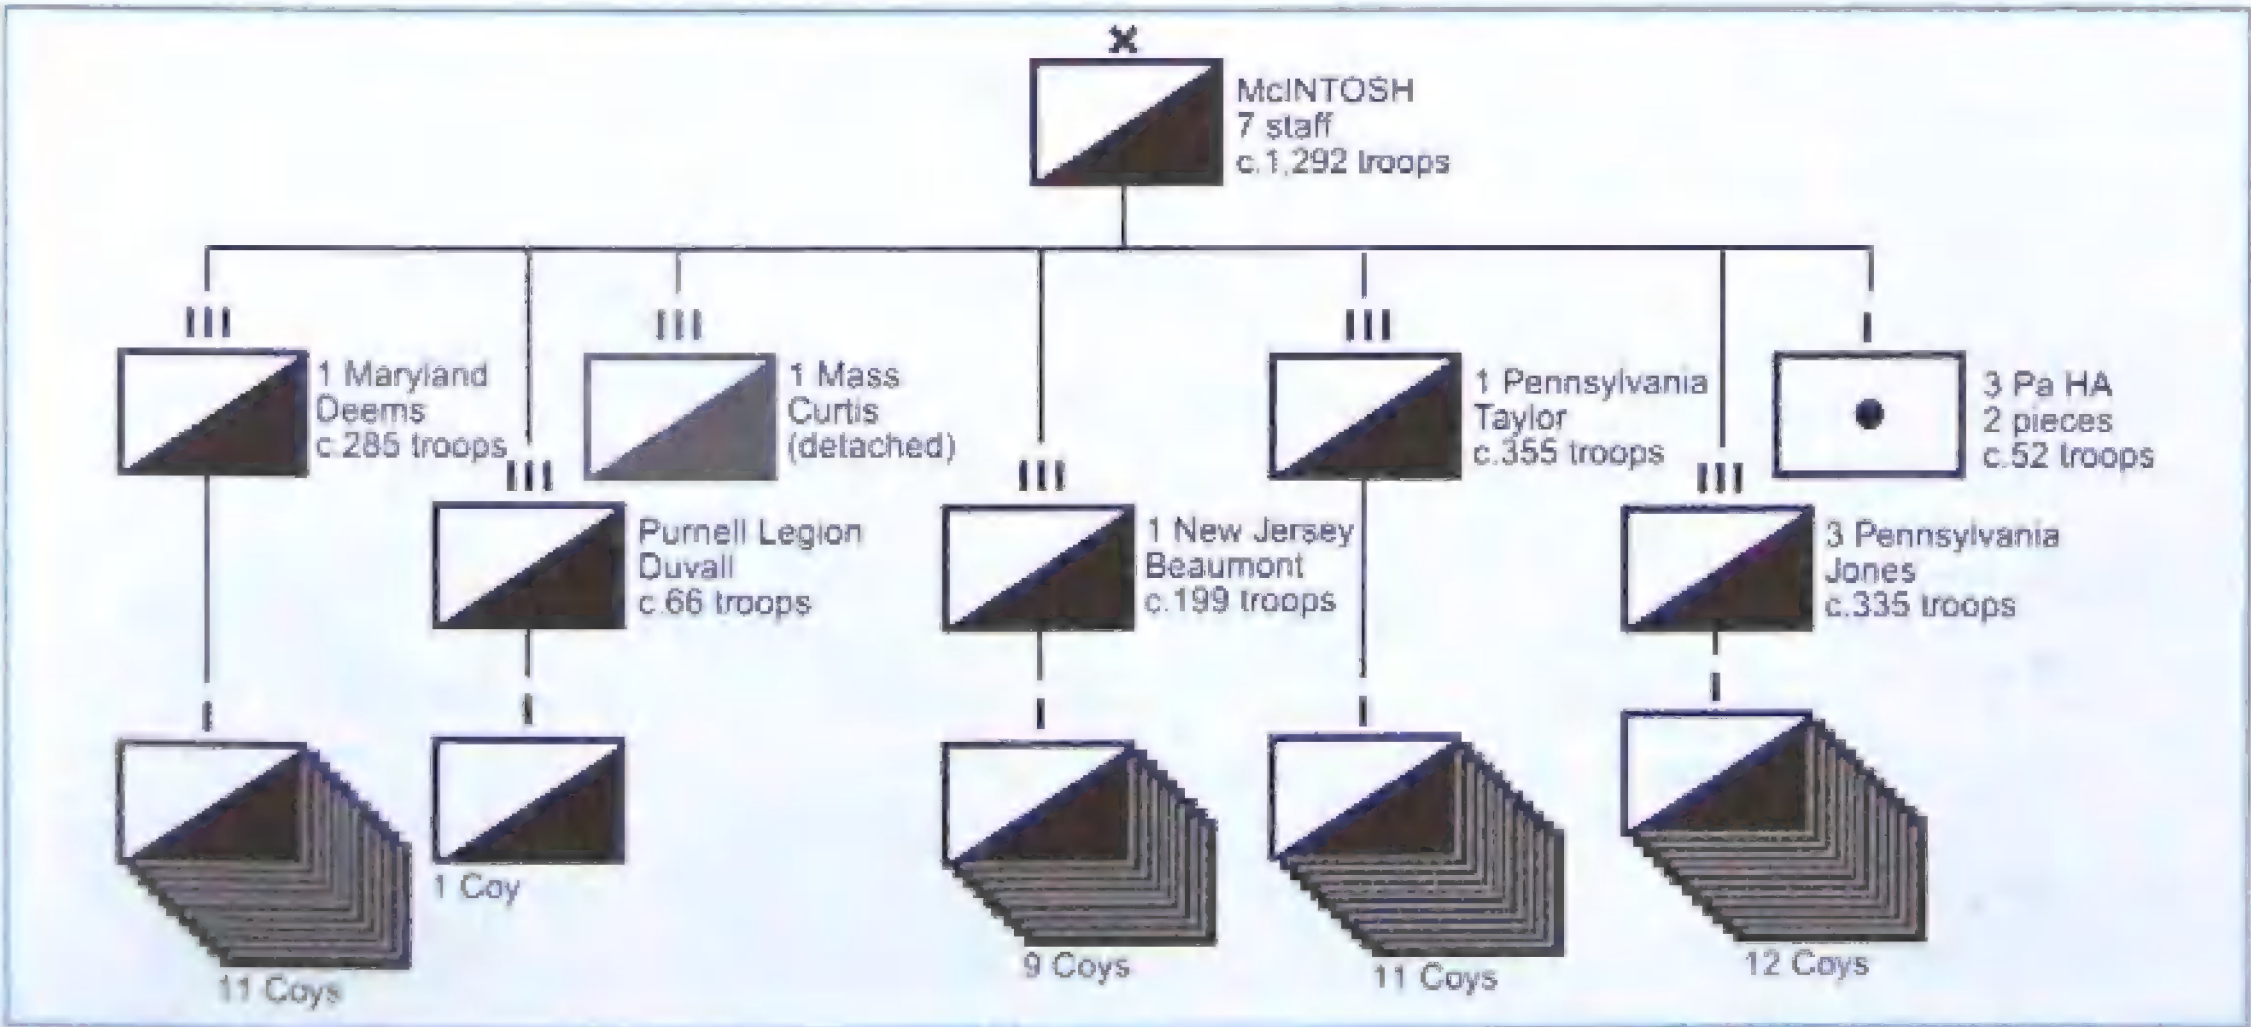 McINTOSH
7 staff
c.1,292 troops
1 Maryland
Deems
c.285 troops
1 Mass
Curtis
(detached)
1 Pennsylvania
Taylor
c.355 troops
3 Pa HA
2 pieces
c.52 troops
Purnell Legion
Duvall
c.66 troops
1 New Jersey
Beaumont
c.199 troops
3 Pennsylvania
Jones
c.335 troops
11 Coys
1 Coy
9 Coys
11 Coys
12 Coys